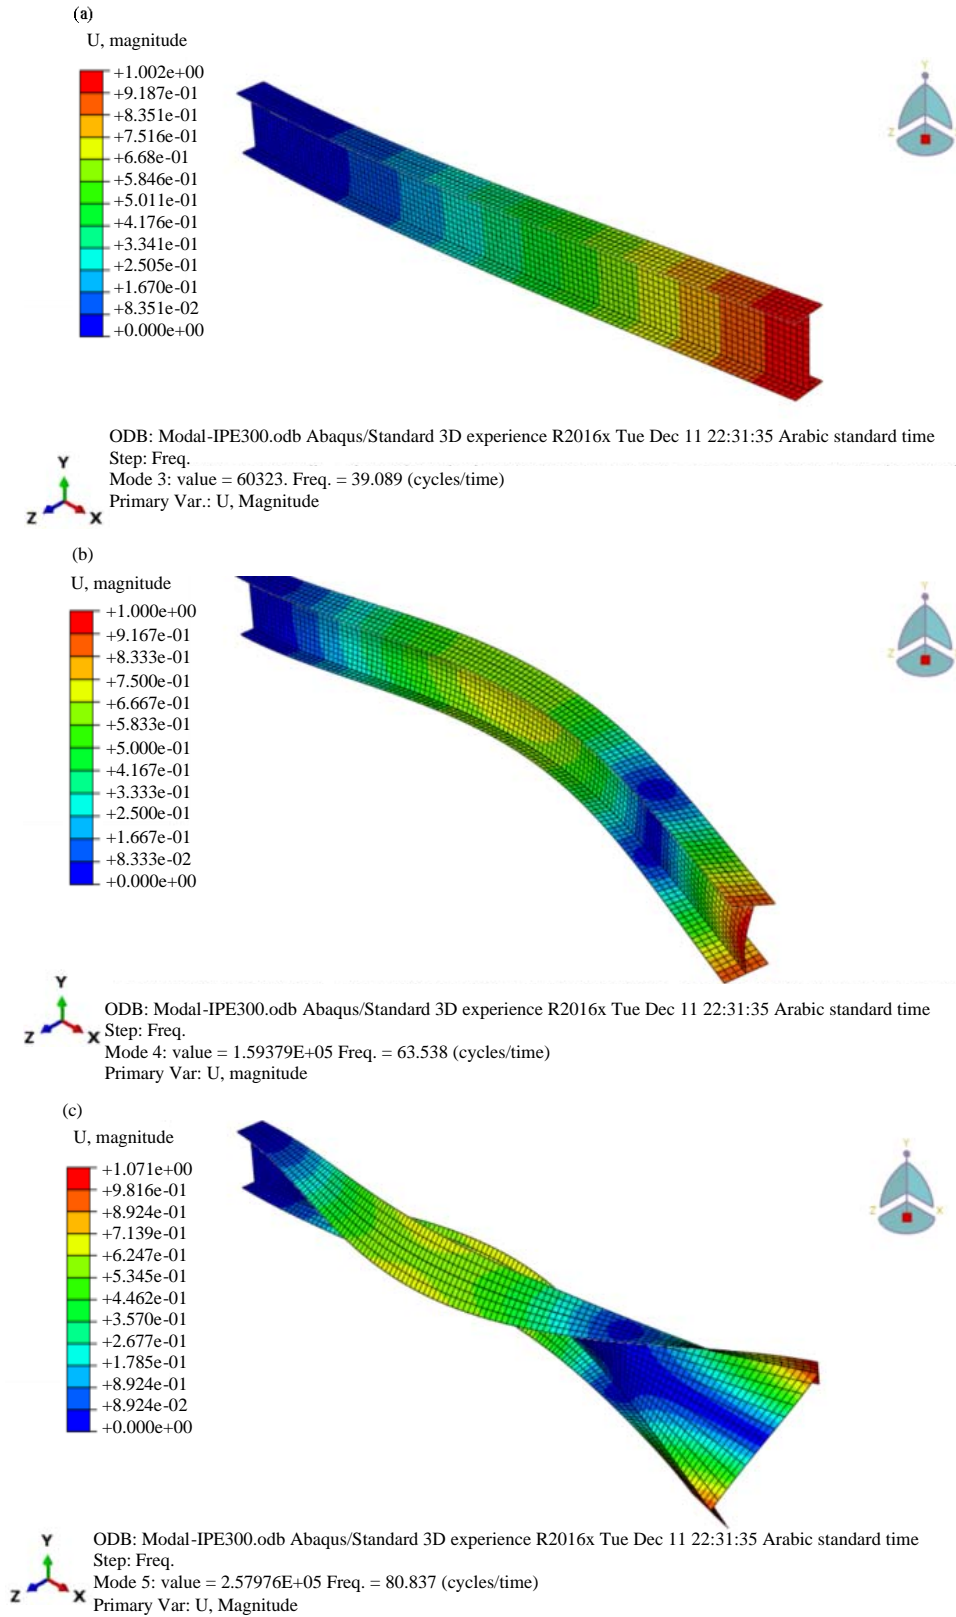 (a)
U, magnitude
+1.002e+00
+9.187e-01
+8.351e-01
+7.516e-01
+6.68e-01
+5.846e-01
+5.011e-01
+4.176e-01
+3.341e-01
+2.505e-01
+1.670e-01
+8.351e-02
+0.000e+00
Y
Z
ODB: Modal-IPE300.odb Abaqus/Standard 3D experience R2016x Tue Dec 11 22:31:35 Arabic standard time
Step: Freq.
Mode 3: value = 60323. Freq. = 39.089 (cycles/time)
Primary Var.: U, Magnitude
Y
Z
X
(b)
U, magnitude
+1.000e+00
+9.167e-01
+8.333e-01
+7.500e-01
+6.667e-01
+5.833e-01
+5.000e-01
+4.167e-01
+3.333e-01
+2.500e-01
+1.667e-01
+8.333e-02
+0.000e+00
Y
Z
ODB: Modal-IPE300.odb Abaqus/Standard 3D experience R2016x Tue Dec 11 22:31:35 Arabic standard time
Step: Freq.
Mode 4: value = 1.59379E+05 Freq. = 63.538 (cycles/time)
Primary Var: U, magnitude
Y
Z
X
(c)
U, magnitude
+1.071e+00
+9.816e-01
+8.924e-01
+7.139e-01
+6.247e-01
+5.345e-01
+4.462e-01
+3.570e-01
+2.677e-01
+1.785e-01
+8.924e-01
+8.924e-02
+0.000e+00
Y
Z
X
ODB: Modal-IPE300.odb Abaqus/Standard 3D experience R2016x Tue Dec 11 22:31:35 Arabic standard time
Step: Freq.
Mode 5: value = 2.57976E+05 Freq. = 80.837 (cycles/time)
Primary Var: U, Magnitude
Y
Z
X